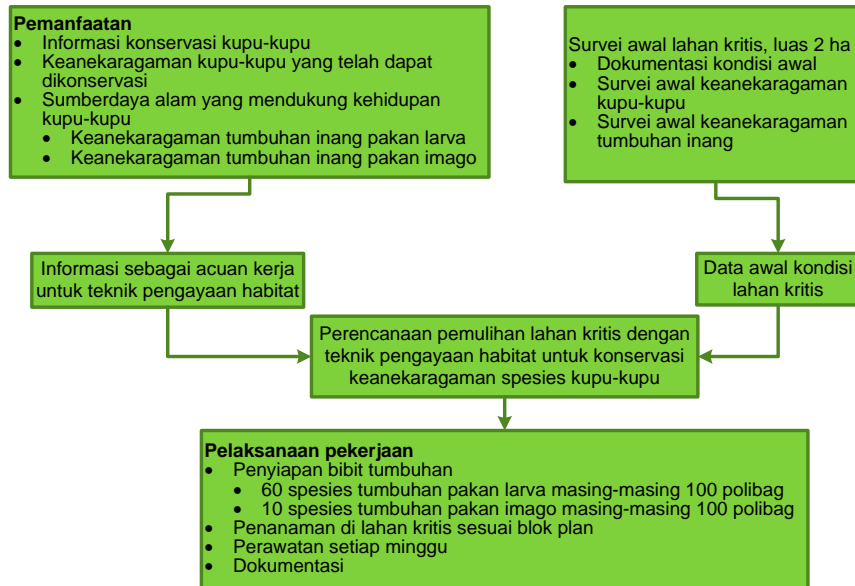 Pemanfaatan
• Informasi konservasi kupu-kupu
• Keanekaragaman kupu-kupu yang telah dapat
dikonservasi
• Sumberdaya alam yang mendukung kehidupan
kupu-kupu
• Keanekaragaman tumbuhan inang pakan larva
• Keanekaragaman tumbuhan inang pakan imago
Survei awal lahan kritis, luas 2 ha
• Dokumentasi kondisi awal
• Survei awal keanekaragaman
kupu-kupu
• Survei awal keanekaragaman
tumbuhan inang
Informasi sebagai acuan kerja
untuk teknik pengayaan habitat
Data awal kondisi
lahan kritis
Perencanaan pemulihan lahan kritis dengan
teknik pengayaan habitat untuk konservasi
keanekaragaman spesies kupu-kupu
Pelaksanaan pekerjaan
• Penyiapan bibit tumbuhan
• 60 spesies tumbuhan pakan larva masing-masing 100 polibag
• 10 spesies tumbuhan pakan imago masing-masing 100 polibag
• Penanaman di lahan kritis sesuai blok plan
• Perawatan setiap minggu
• Dokumentasi